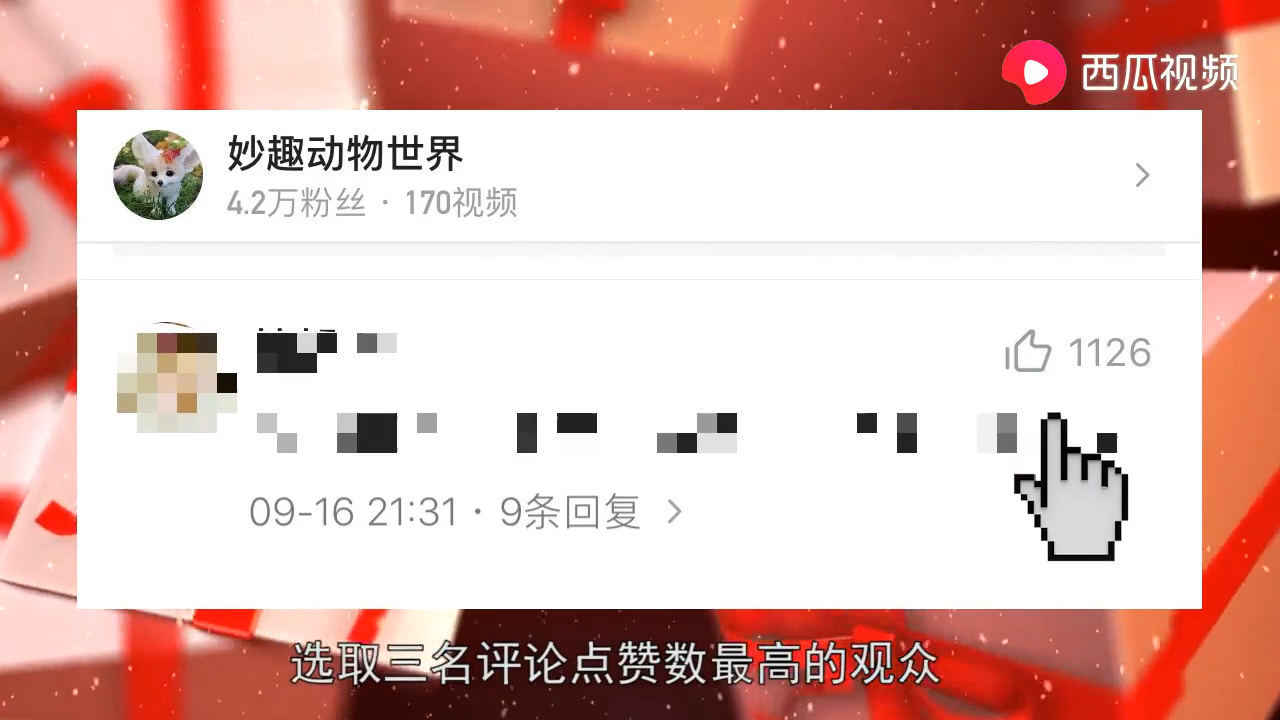 西瓜视频
妙趣动物世界
4.2万粉丝 · 170视频
1126
09-16 21:31 · 9条回复 >
选取三名评论点赞数最高的观众